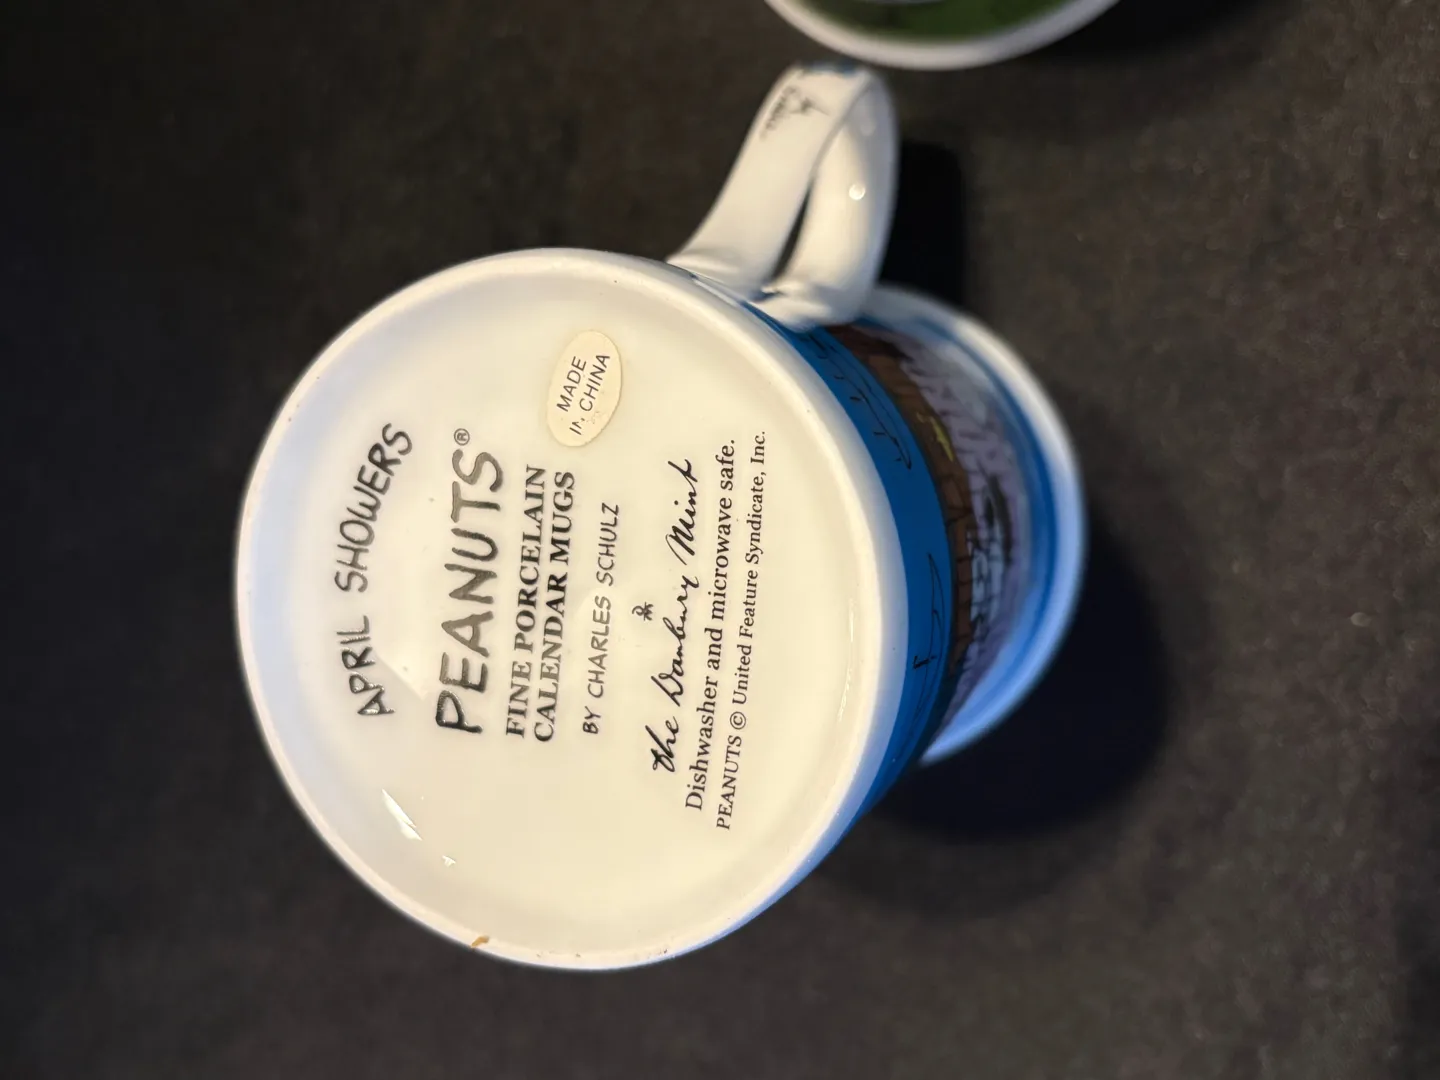 APRIL SHOWERS
PEANUTS®
FINE PORCELAIN
CALENDAR MUGS
BY CHARLES SCHULZ
the Danbury Mint
Dishwasher and microwave safe.
PEANUTS © United Feature Syndicate, Inc.
MADE
IN CHINA